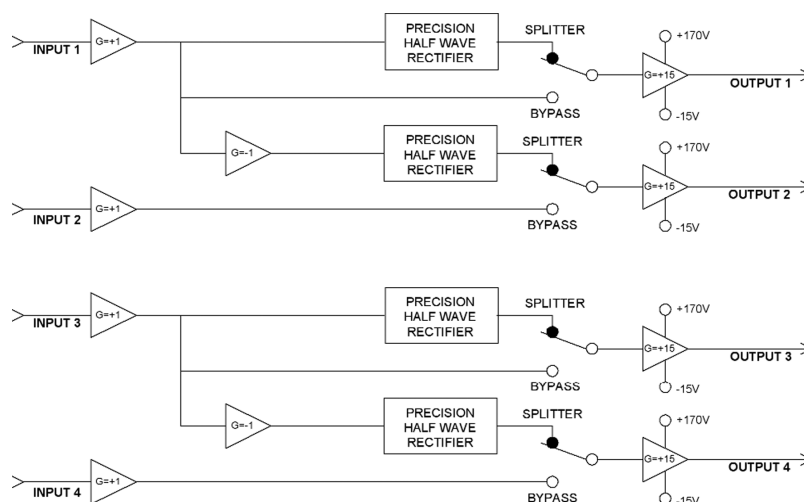 PRECISION
HALF WAVE
RECTIFIER
SPLITTER
+170V
INPUT 1
G=+1
G=+15
OUTPUT 1
BYPASS
-15V
G=-1
PRECISION
HALF WAVE
RECTIFIER
SPLITTER
+170V
G=+15
OUTPUT 2
INPUT 2
G=+1
BYPASS
-15V
PRECISION
HALF WAVE
RECTIFIER
SPLITTER
+170V
INPUT 3
G=+1
G=+15
OUTPUT 3
BYPASS
-15V
G=-1
PRECISION
HALF WAVE
RECTIFIER
SPLITTER
+170V
G=+15
OUTPUT 4
INPUT 4
G=+1
BYPASS
-15V